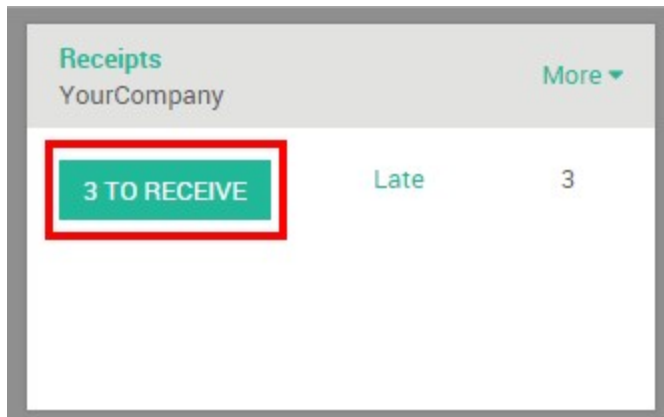 Receipts
YourCompany
More
3 TO RECEIVE
Late 3